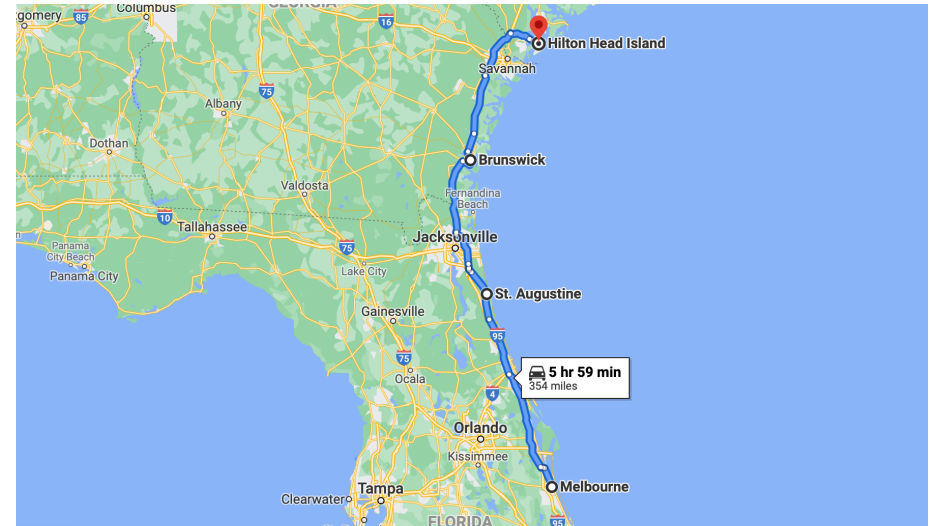 GEORGIA
Columbus
85
16
Hilton Head Island
Savannah
75
Albany
Dothan
Brunswick
Valdosta
Fernandina
Beach
10
Tallahassee
Jacksonville
75
Panama
City Beach
Lake City
Panama City
St. Augustine
Gainesville
95
75
5 hr 59 min
354 miles
Ocala
4
Orlando
Kissimmee
Melbourne
Tampa
Clearwater
FLORIDA
95